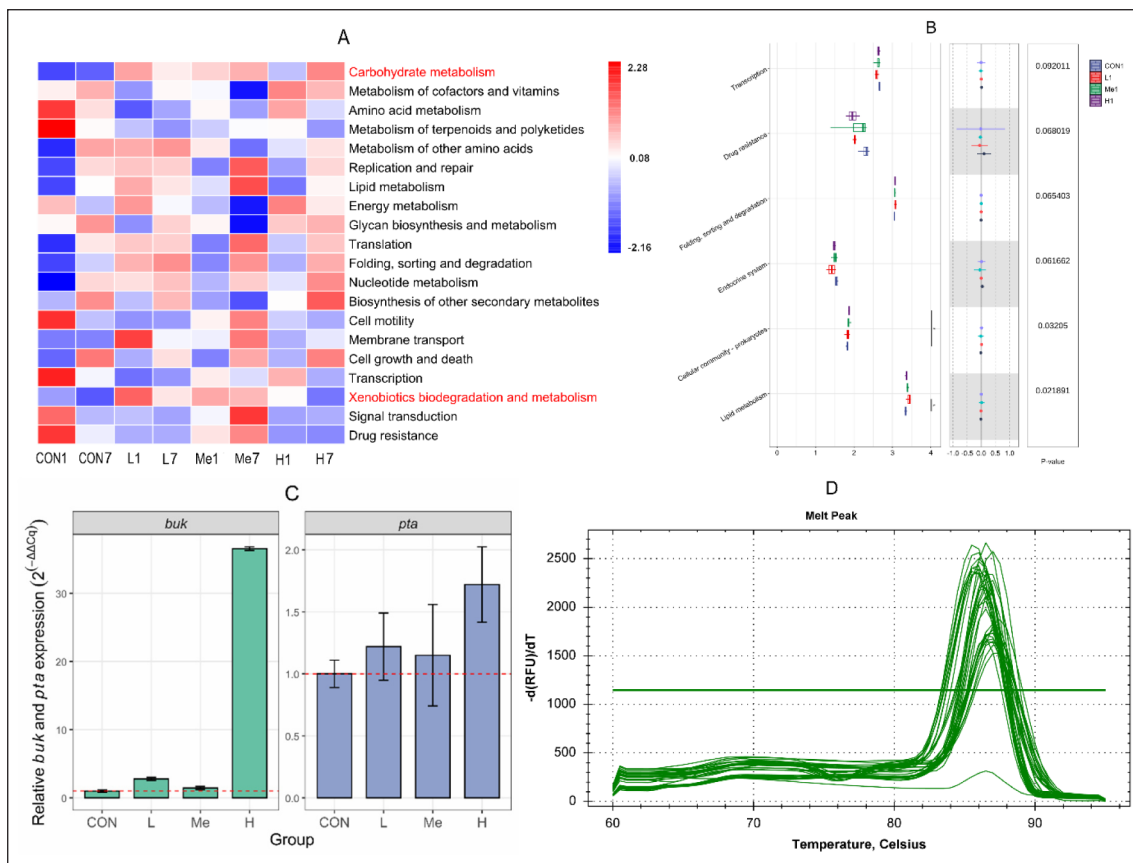 A
Carbohydrate metabolism
Metabolism of cofactors and vitamins
Amino acid metabolism
Metabolism of terpenoids and polyketides
Metabolism of other amino acids
Replication and repair
Lipid metabolism
Energy metabolism
Glycan biosynthesis and metabolism
Translation
Folding, sorting and degradation
Nucleotide metabolism
Biosynthesis of other secondary metabolites
Cell motility
Membrane transport
Cell growth and death
Transcription
Xenobiotics biodegradation and metabolism
Signal transduction
Drug resistance
CON1 CON7 L1 L7 Me1 Me7 H1 H7
2.28
0.08
-2.16
B
Transcription
Drug resistance
Folding, sorting and degradation
Endocrine system
Cellular community - prokaryotes
Lipid metabolism
0 1 2 3 4
-1.0 -0.5 0.0 0.5 1.0
0.092011
0.068019
0.065403
0.061662
0.03205
0.021891
P-value
CON1
L1
Me1
H1
C
Relative buk and pta expression (2^(-ΔΔCq))
buk
30
20
10
0
CON L Me H
pta
2.0
1.5
1.0
0.5
0.0
CON L Me H
Group
D
Melt Peak
-d(RFU)/dT
2500
2000
1500
1000
500
0
60 70 80 90
Temperature, Celsius